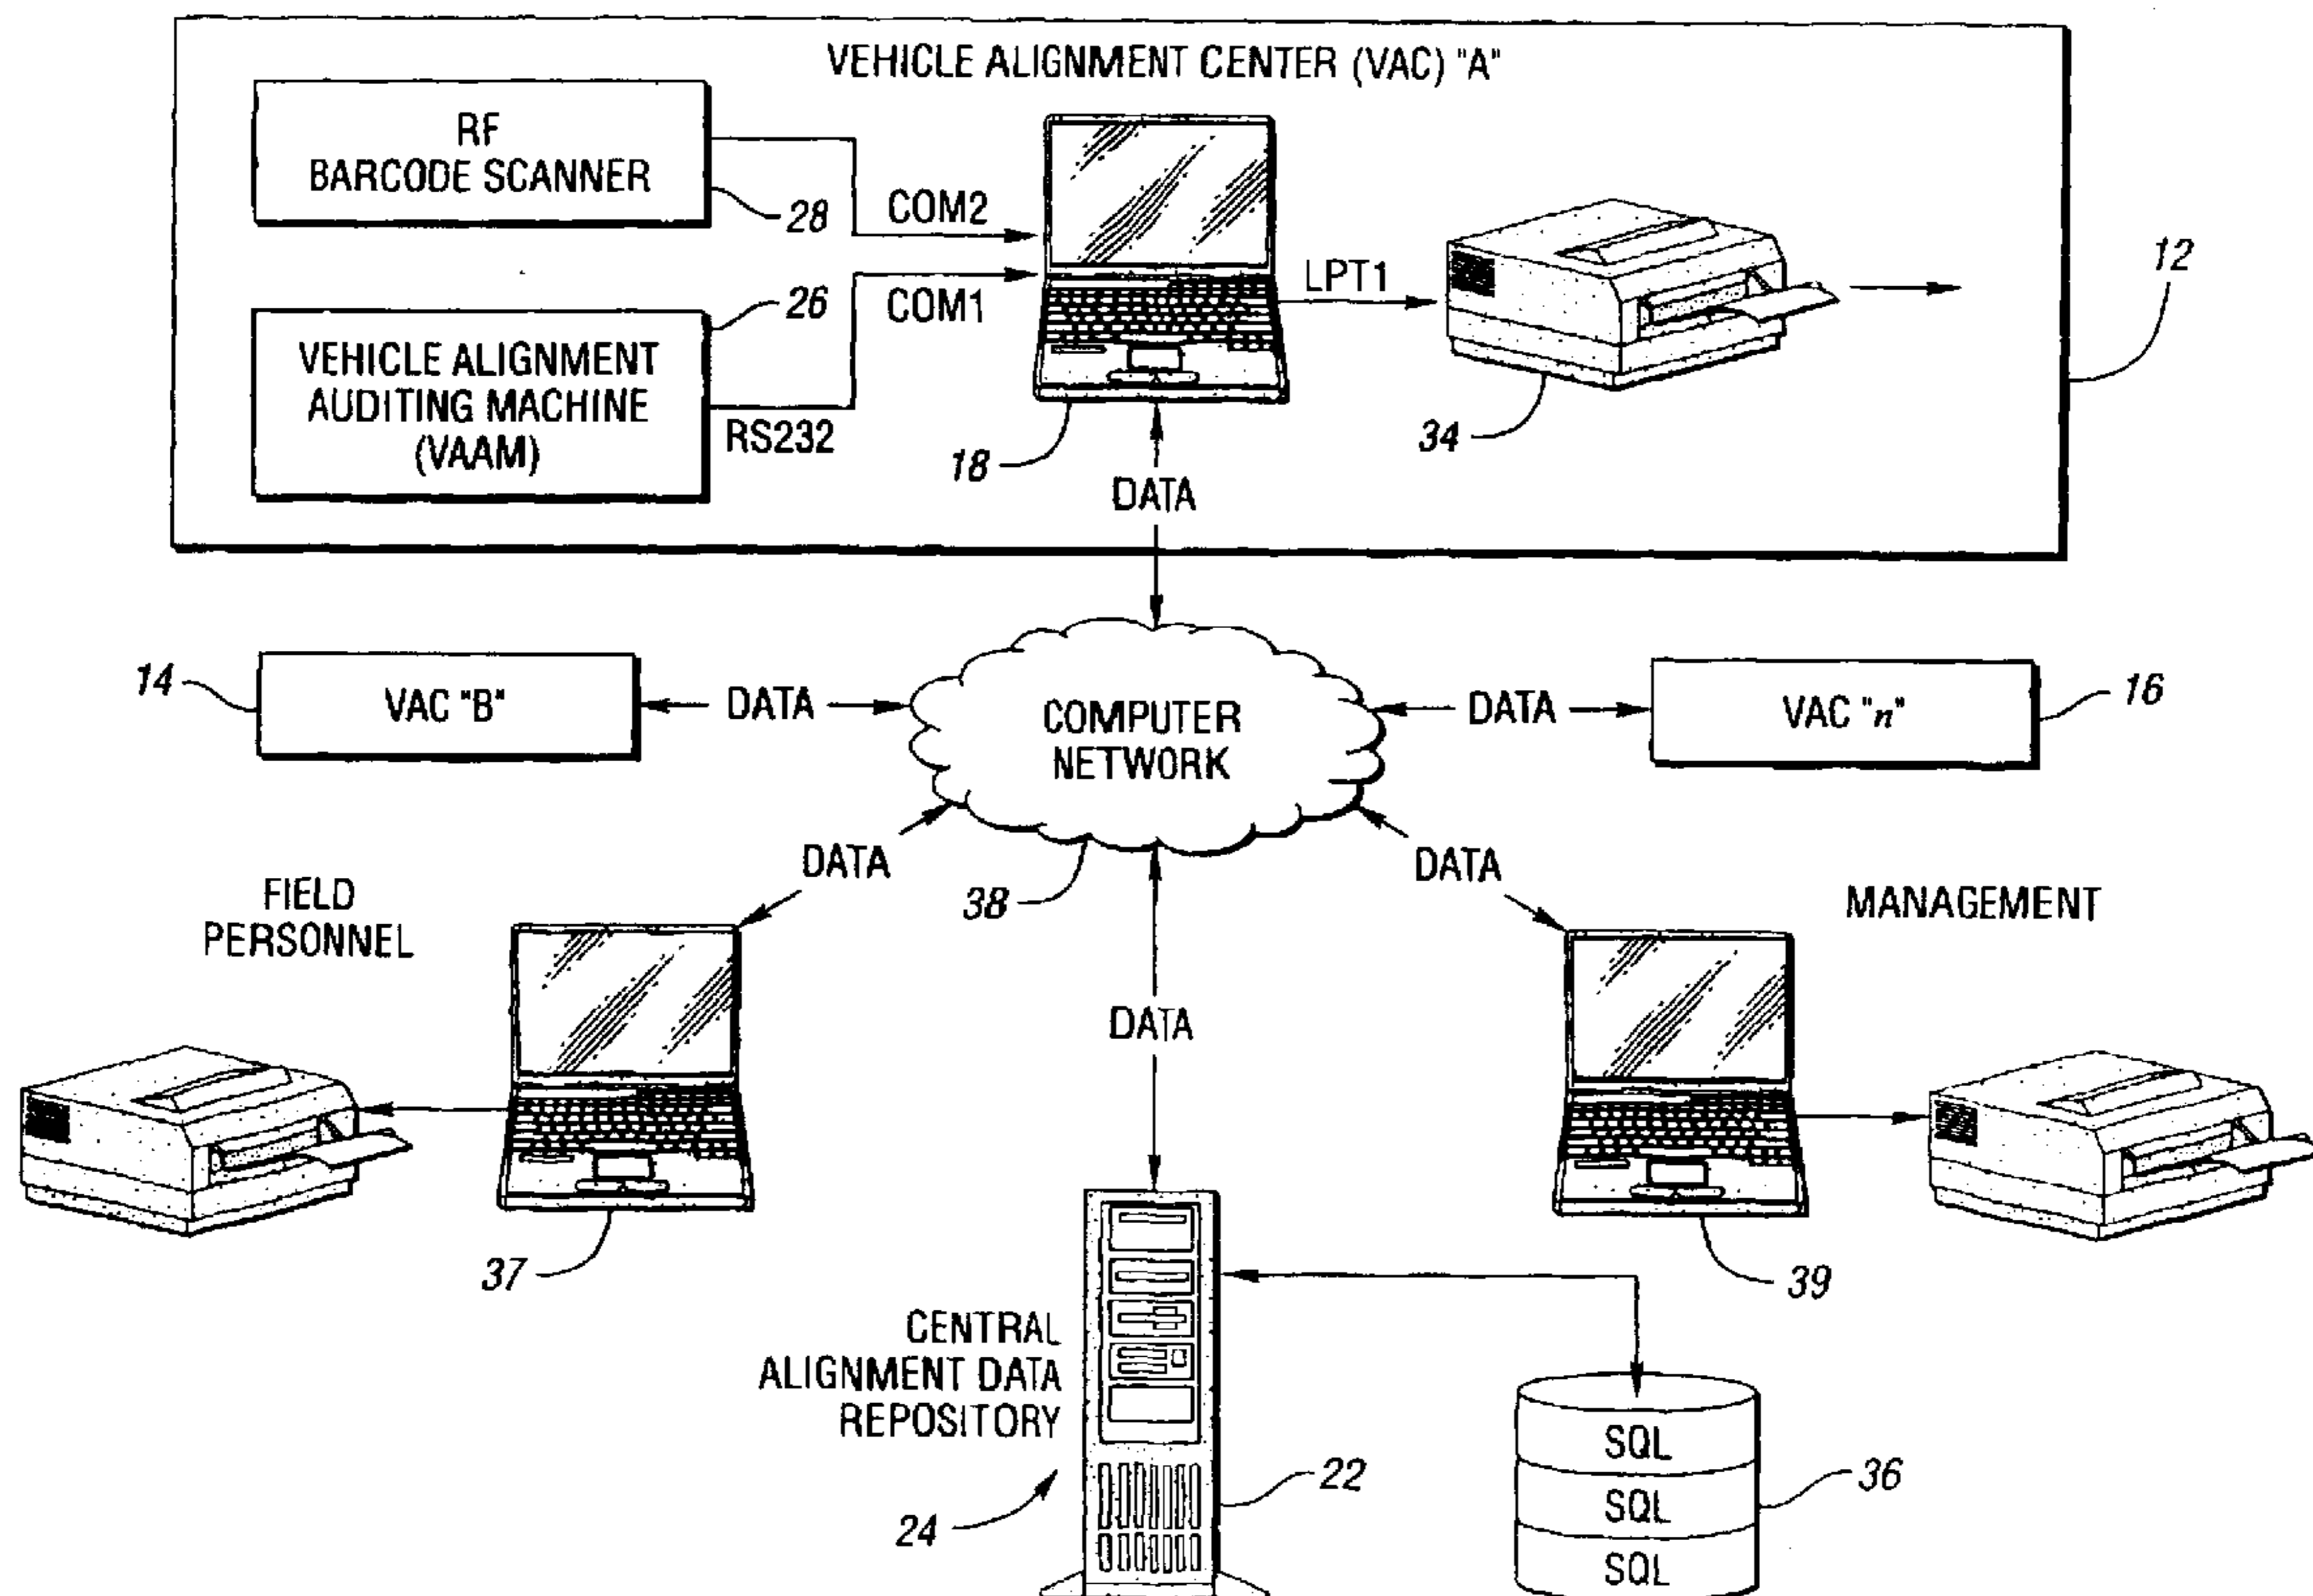 VEHICLE ALIGNMENT CENTER (VAC) "A"
RF
BARCODE SCANNER
28
COM2
26
COM1
VEHICLE ALIGNMENT
AUDITING MACHINE
(VAAM)
RS232
18
LPT1
34
12
DATA
14
VAC "B"
DATA
COMPUTER
NETWORK
DATA
VAC "n"
16
DATA
38
DATA
FIELD
PERSONNEL
MANAGEMENT
DATA
37
39
CENTRAL
ALIGNMENT DATA
REPOSITORY
24
22
SQL
SQL
SQL
36